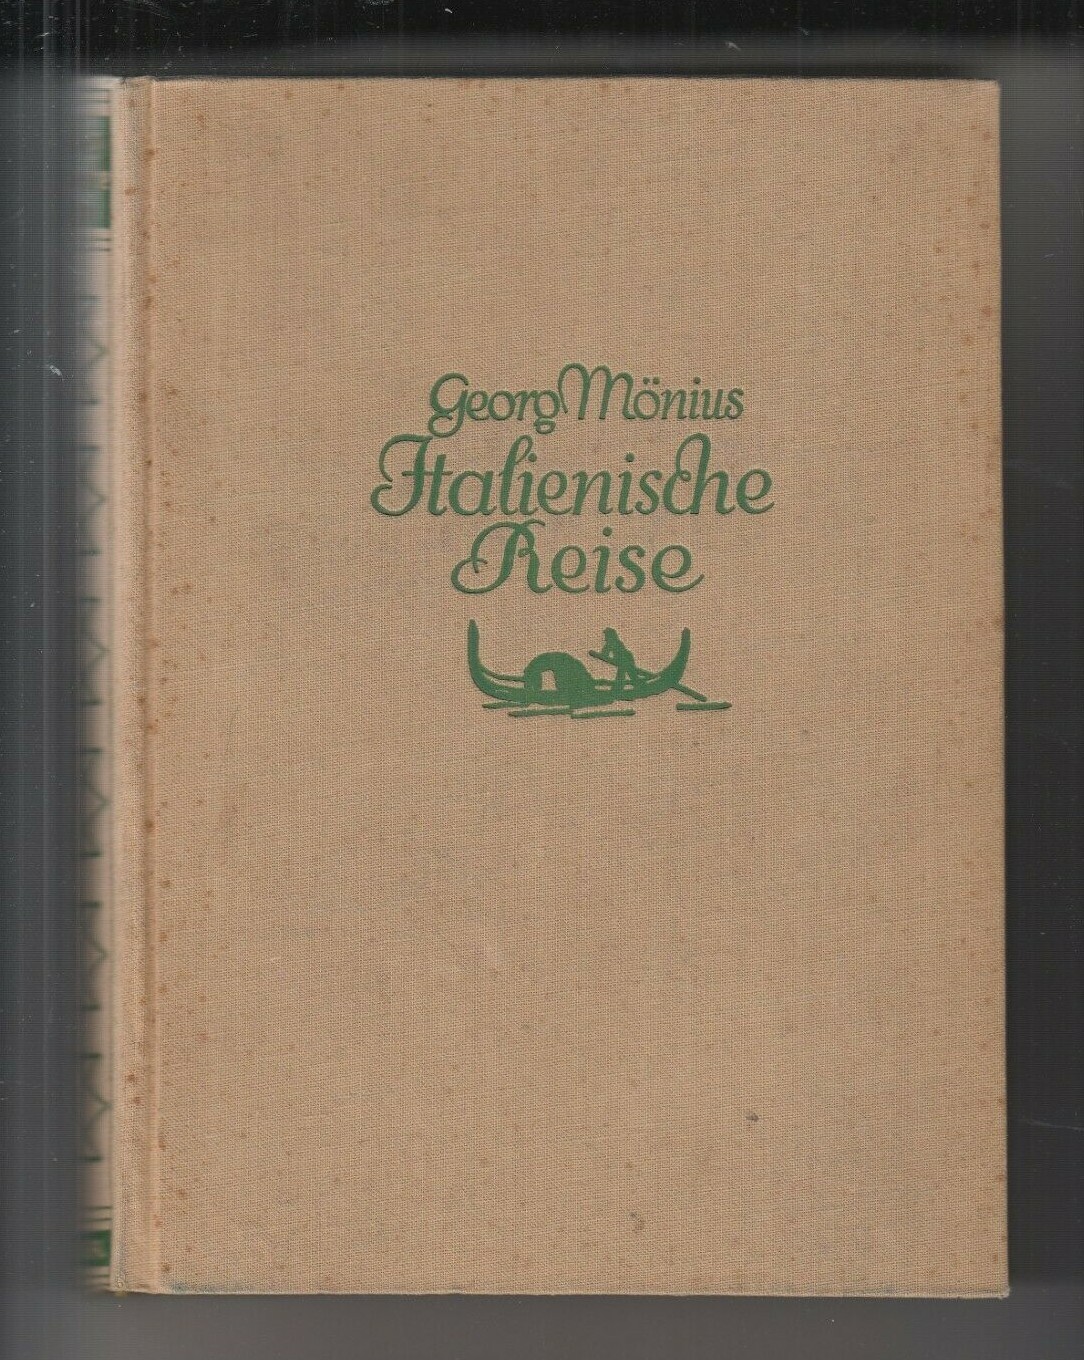 Georg Mönius
Italienische
Reise